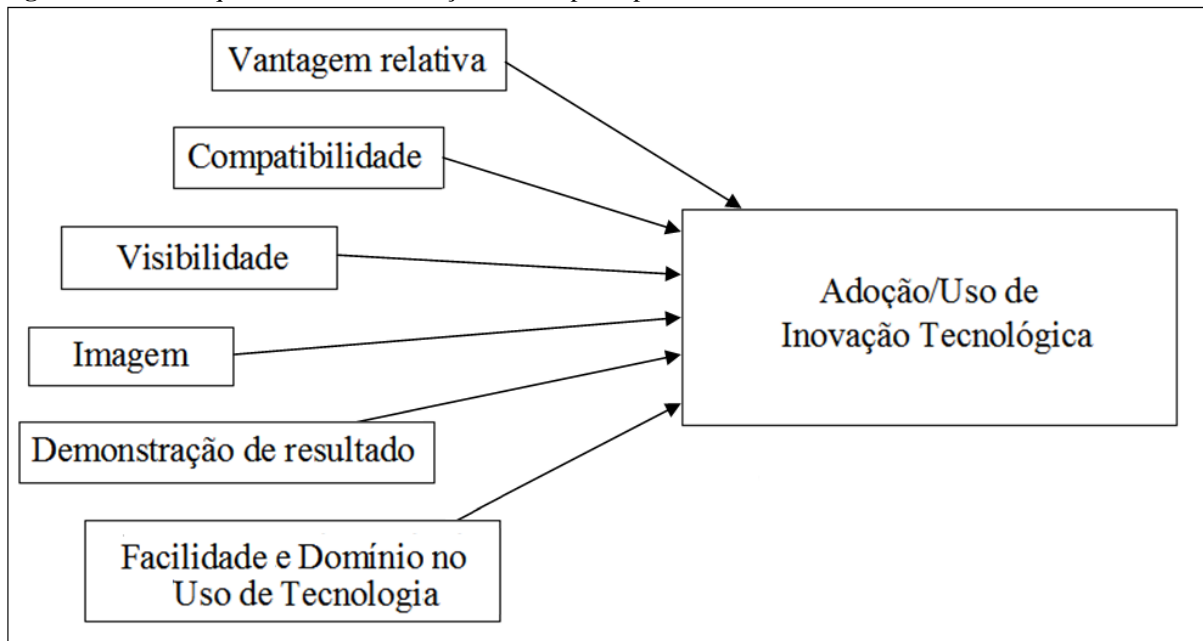 Vantagem relativa
Compatibilidade
Visibilidade
Imagem
Demonstração de resultado
Facilidade e Domínio no
Uso de Tecnologia
Adoção/Uso de
Inovação Tecnológica